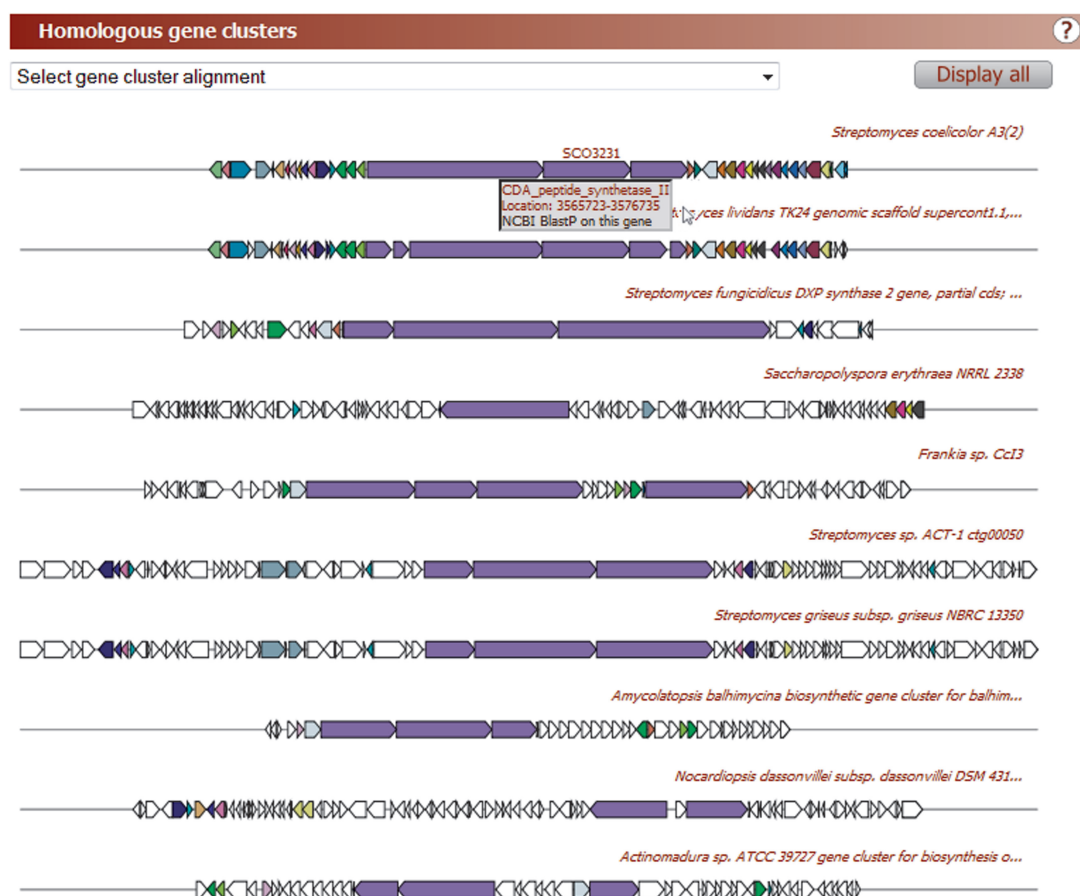 Homologous gene clusters
?
Select gene cluster alignment
Display all
Streptomyces coelicolor A3(2)
SCO3231
CDA_peptide_synthetase_II
Location: 3565723-3576735
NCBI BlastP on this gene
yces lividans TK24 genomic scaffold supercont1.1,...
Streptomyces fungicidicus DXP synthase 2 gene, partial cds; ...
Saccharopolyspora erythraea NRRL 2338
Frankia sp. CcI3
Streptomyces sp. ACT-1 ctg00050
Streptomyces griseus subsp. griseus NBRC 13350
Amycolatopsis balhimycina biosynthetic gene cluster for balhim...
Nocardiopsis dassonvillei subsp. dassonvillei DSM 431...
Actinomadura sp. ATCC 39727 gene cluster for biosynthesis o...